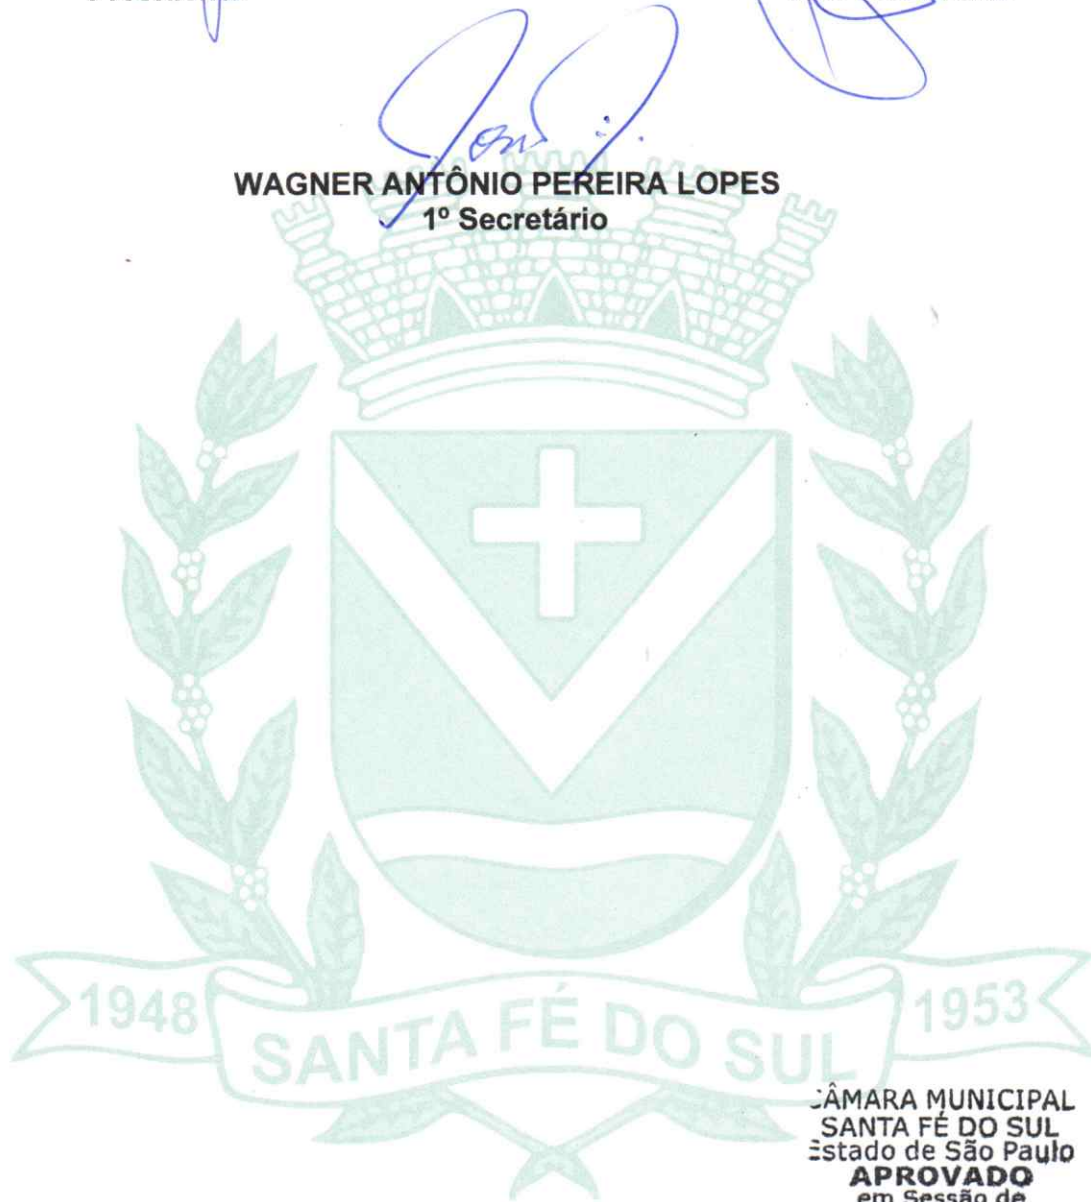 WAGNER ANTÔNIO PEREIRA LOPES
1º Secretário
1948
SANTA FÉ DO SUL
1953
CÂMARA MUNICIPAL
SANTA FÉ DO SUL
Estado de São Paulo
APROVADO
em Sessão de